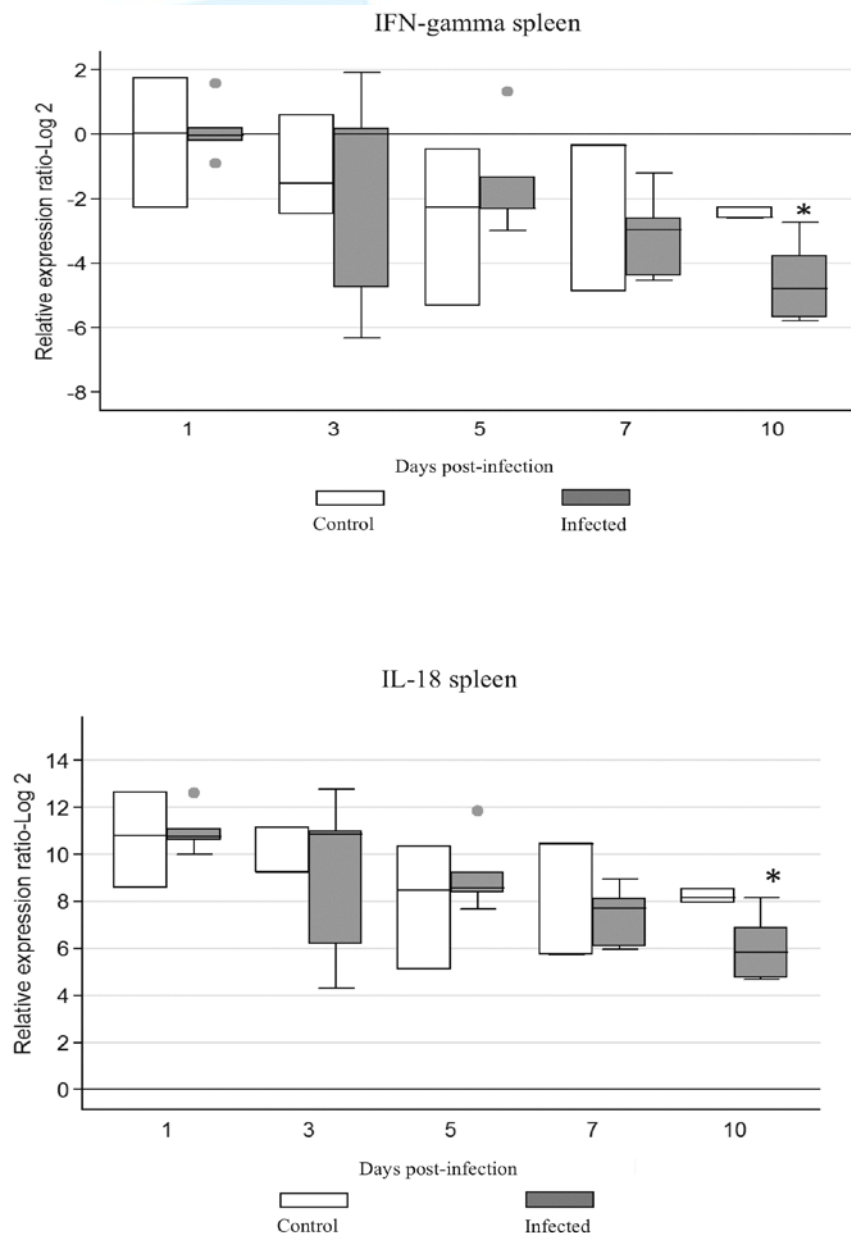 IFN-gamma spleen
Relative expression ratio-Log 2
2
0
-2
-4
-6
-8
*
1 3 5 7 10
Days post-infection
Control Infected
IL-18 spleen
Relative expression ratio-Log 2
14
12
10
8
6
4
2
0
*
1 3 5 7 10
Days post-infection
Control Infected